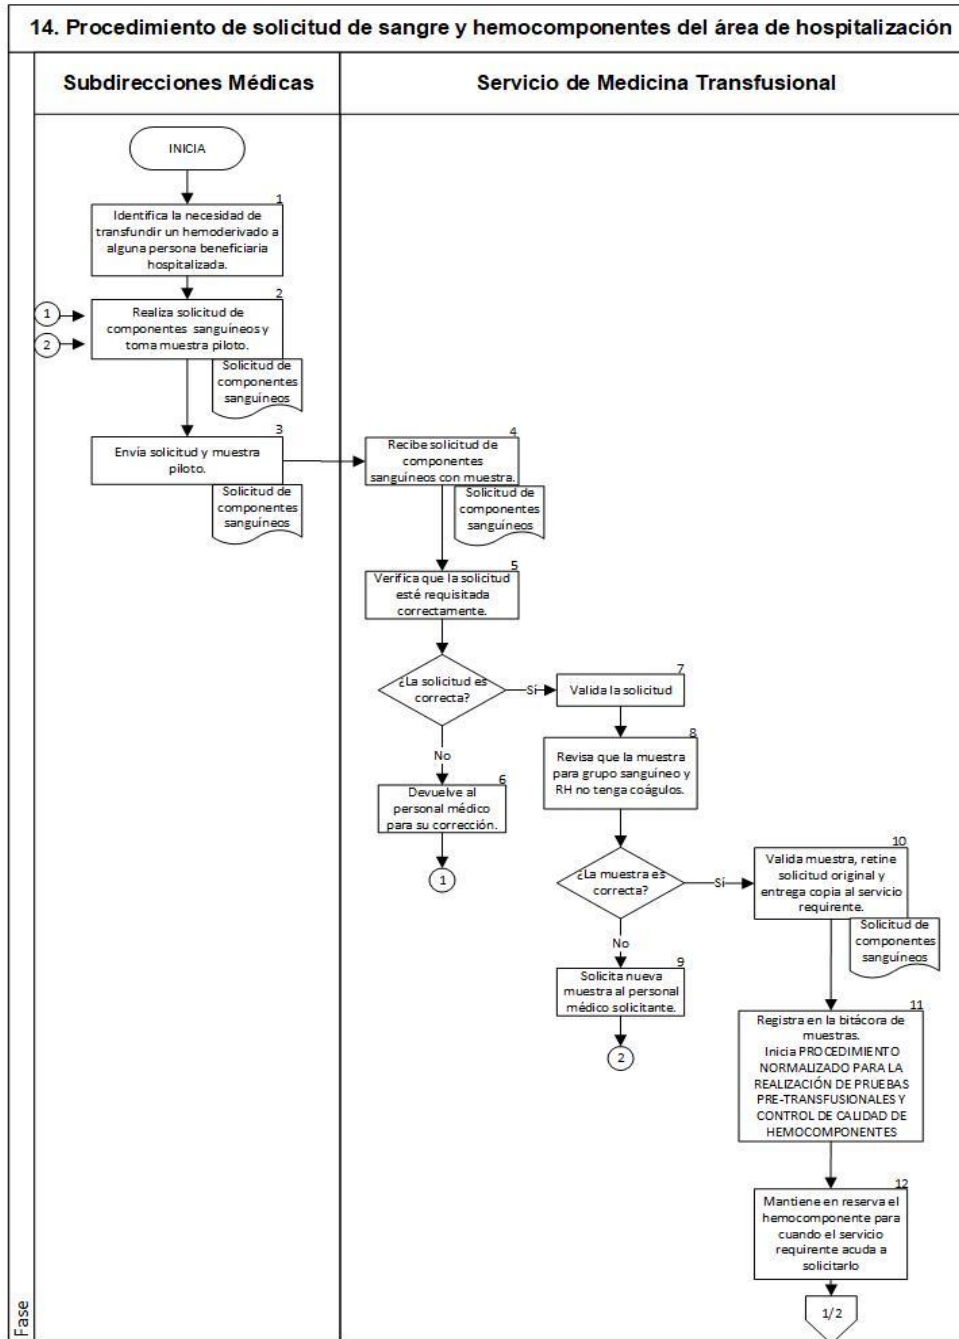 14. Procedimiento de solicitud de sangre y hemocomponentes del área de hospitalización
Subdirecciones Médicas
Servicio de Medicina Transfusional
INICIA
1
Identifica la necesidad de
transfundir un hemoderivado a
alguna persona beneficiaria
hospitalizada.
2
1
2
Realiza solicitud de
componentes sanguíneos y
toma muestra piloto.
Solicitud de
componentes
sanguíneos
3
Envía solicitud y muestra
piloto.
Solicitud de
componentes
sanguíneos
4
Recibe solicitud de
componentes
sanguíneos con muestra.
Solicitud de
componentes
sanguíneos
5
Verifica que la solicitud
esté requisitada
correctamente.
¿La solicitud es
correcta?
Sí
No
6
Devuelve al
personal médico
para su corrección.
1
7
Valida la solicitud
8
Revisa que la muestra
para grupo sanguíneo y
RH no tenga coágulos.
¿La muestra es
correcta?
Sí
No
9
Solicita nueva
muestra al personal
médico solicitante.
2
10
Valida muestra, retine
solicitud original y
entrega copia al servicio
requirente.
Solicitud de
componentes
sanguíneos
11
Registra en la bitácora de
muestras.
Inicia PROCEDIMIENTO
NORMALIZADO PARA LA
REALIZACIÓN DE PRUEBAS
PRE-TRANSFUSIONALES Y
CONTROL DE CALIDAD DE
HEMOCOMPONENTES
12
Mantiene en reserva el
hemocomponente para
cuando el servicio
requirente acuda a
solicitarlo
1/2
Fase